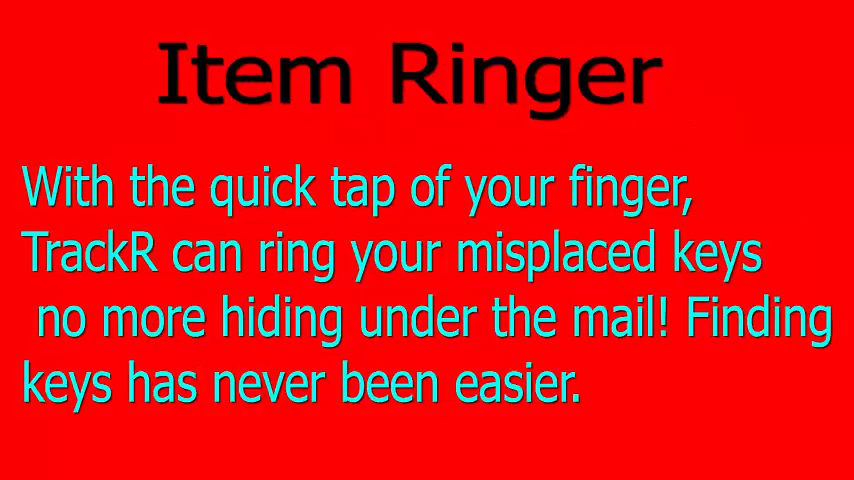 Item Ringer
With the quick tap of your finger,
TrackR can ring your misplaced keys
no more hiding under the mail! Finding
keys has never been easier.